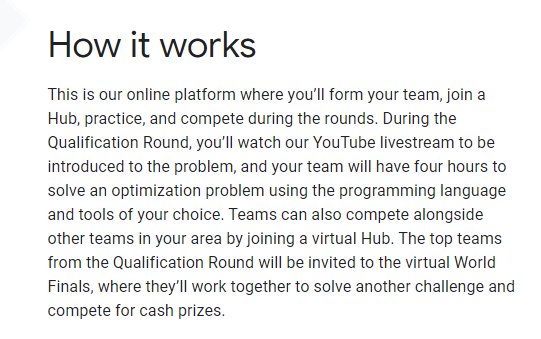 How it works
This is our online platform where you’ll form your team, join a
Hub, practice, and compete during the rounds. During the
Qualification Round, you’ll watch our YouTube livestream to be
introduced to the problem, and your team will have four hours to
solve an optimization problem using the programming language
and tools of your choice. Teams can also compete alongside
other teams in your area by joining a virtual Hub. The top teams
from the Qualification Round will be invited to the virtual World
Finals, where they’ll work together to solve another challenge and
compete for cash prizes.